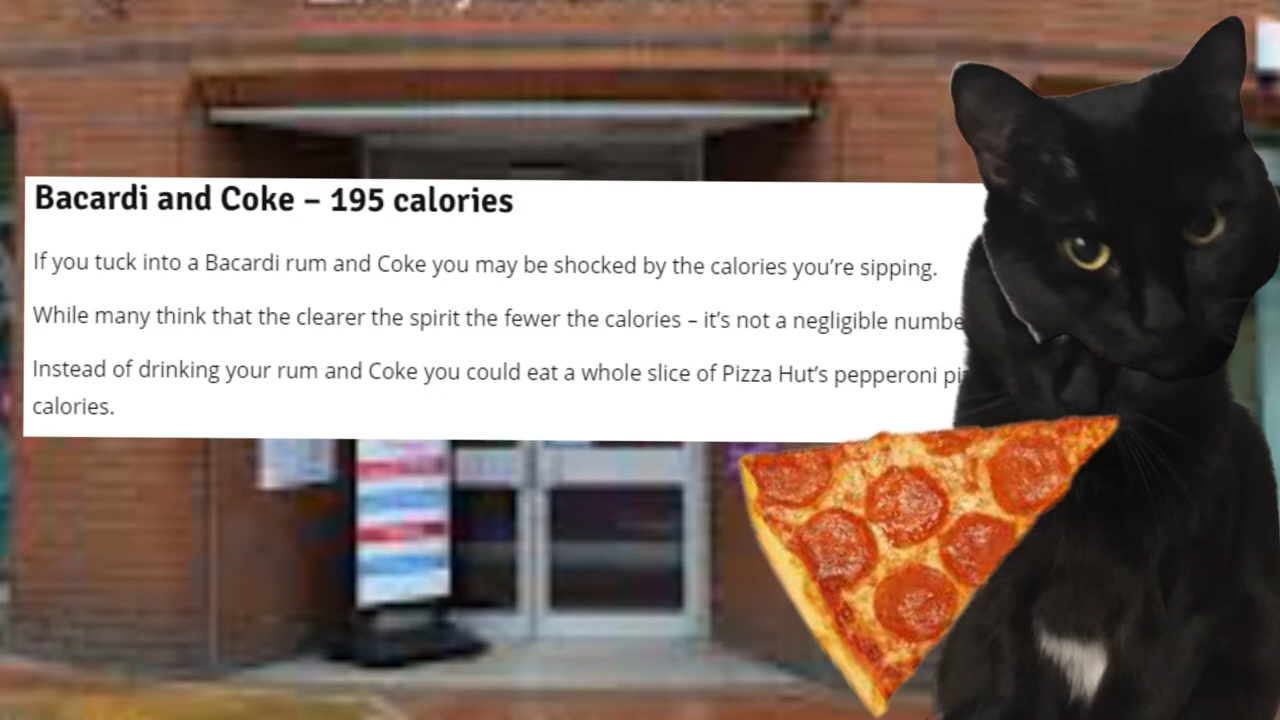 Bacardi and Coke – 195 calories
If you tuck into a Bacardi rum and Coke you may be shocked by the calories you’re sipping.
While many think that the clearer the spirit the fewer the calories – it’s not a negligible
Instead of drinking your rum and Coke you could eat a whole slice of Pizza Hut’s pepperoni
calories.